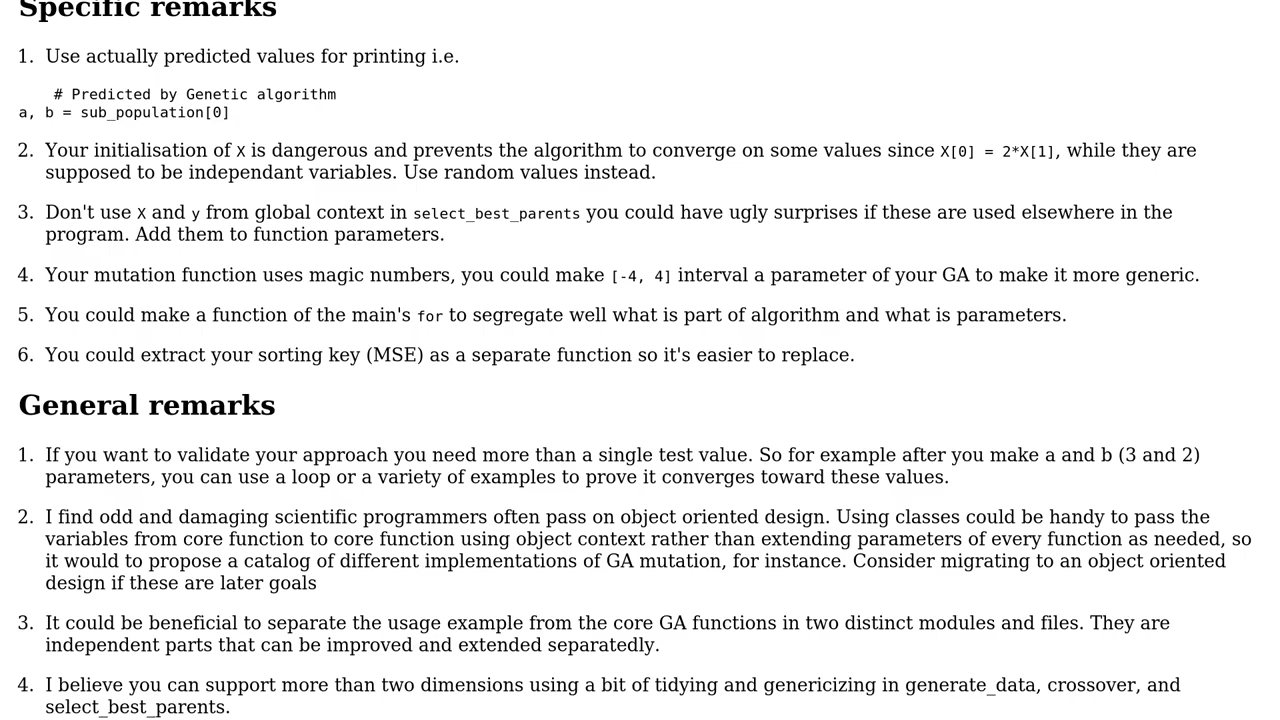 Specific remarks
1. Use actually predicted values for printing i.e.
# Predicted by Genetic algorithm
a, b = sub_population[0]
2. Your initialisation of X is dangerous and prevents the algorithm to converge on some values since X[0] = 2*X[1], while they are
supposed to be independant variables. Use random values instead.
3. Don't use X and y from global context in select_best_parents you could have ugly surprises if these are used elsewhere in the
program. Add them to function parameters.
4. Your mutation function uses magic numbers, you could make [-4, 4] interval a parameter of your GA to make it more generic.
5. You could make a function of the main's for to segregate well what is part of algorithm and what is parameters.
6. You could extract your sorting key (MSE) as a separate function so it's easier to replace.
General remarks
1. If you want to validate your approach you need more than a single test value. So for example after you make a and b (3 and 2)
parameters, you can use a loop or a variety of examples to prove it converges toward these values.
2. I find odd and damaging scientific programmers often pass on object oriented design. Using classes could be handy to pass the
variables from core function to core function using object context rather than extending parameters of every function as needed, so
it would to propose a catalog of different implementations of GA mutation, for instance. Consider migrating to an object oriented
design if these are later goals
3. It could be beneficial to separate the usage example from the core GA functions in two distinct modules and files. They are
independent parts that can be improved and extended separatedly.
4. I believe you can support more than two dimensions using a bit of tidying and genericizing in generate_data, crossover, and
select_best_parents.